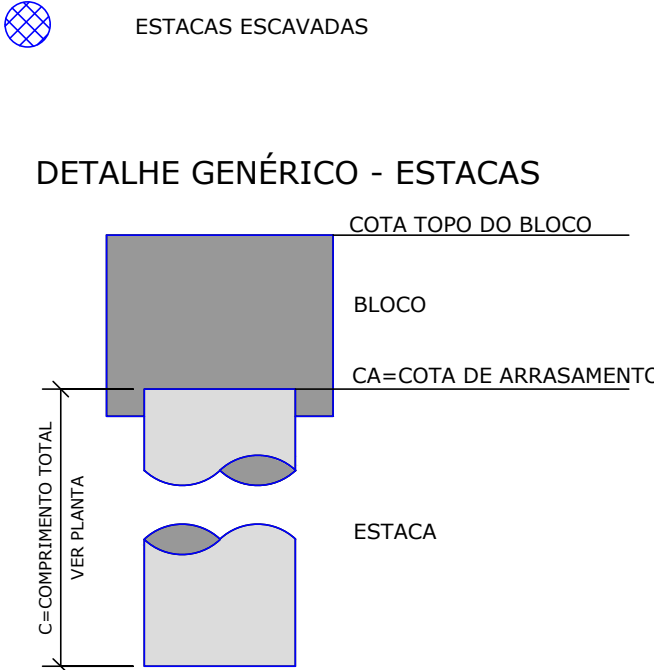 ESTACAS ESCAVADAS
DETALHE GENÉRICO - ESTACAS
COTA TOPO DO BLOCO
BLOCO
CA=COTA DE ARRASAMENTO
C=COMPRIMENTO TOTAL
VER PLANTA
ESTACA